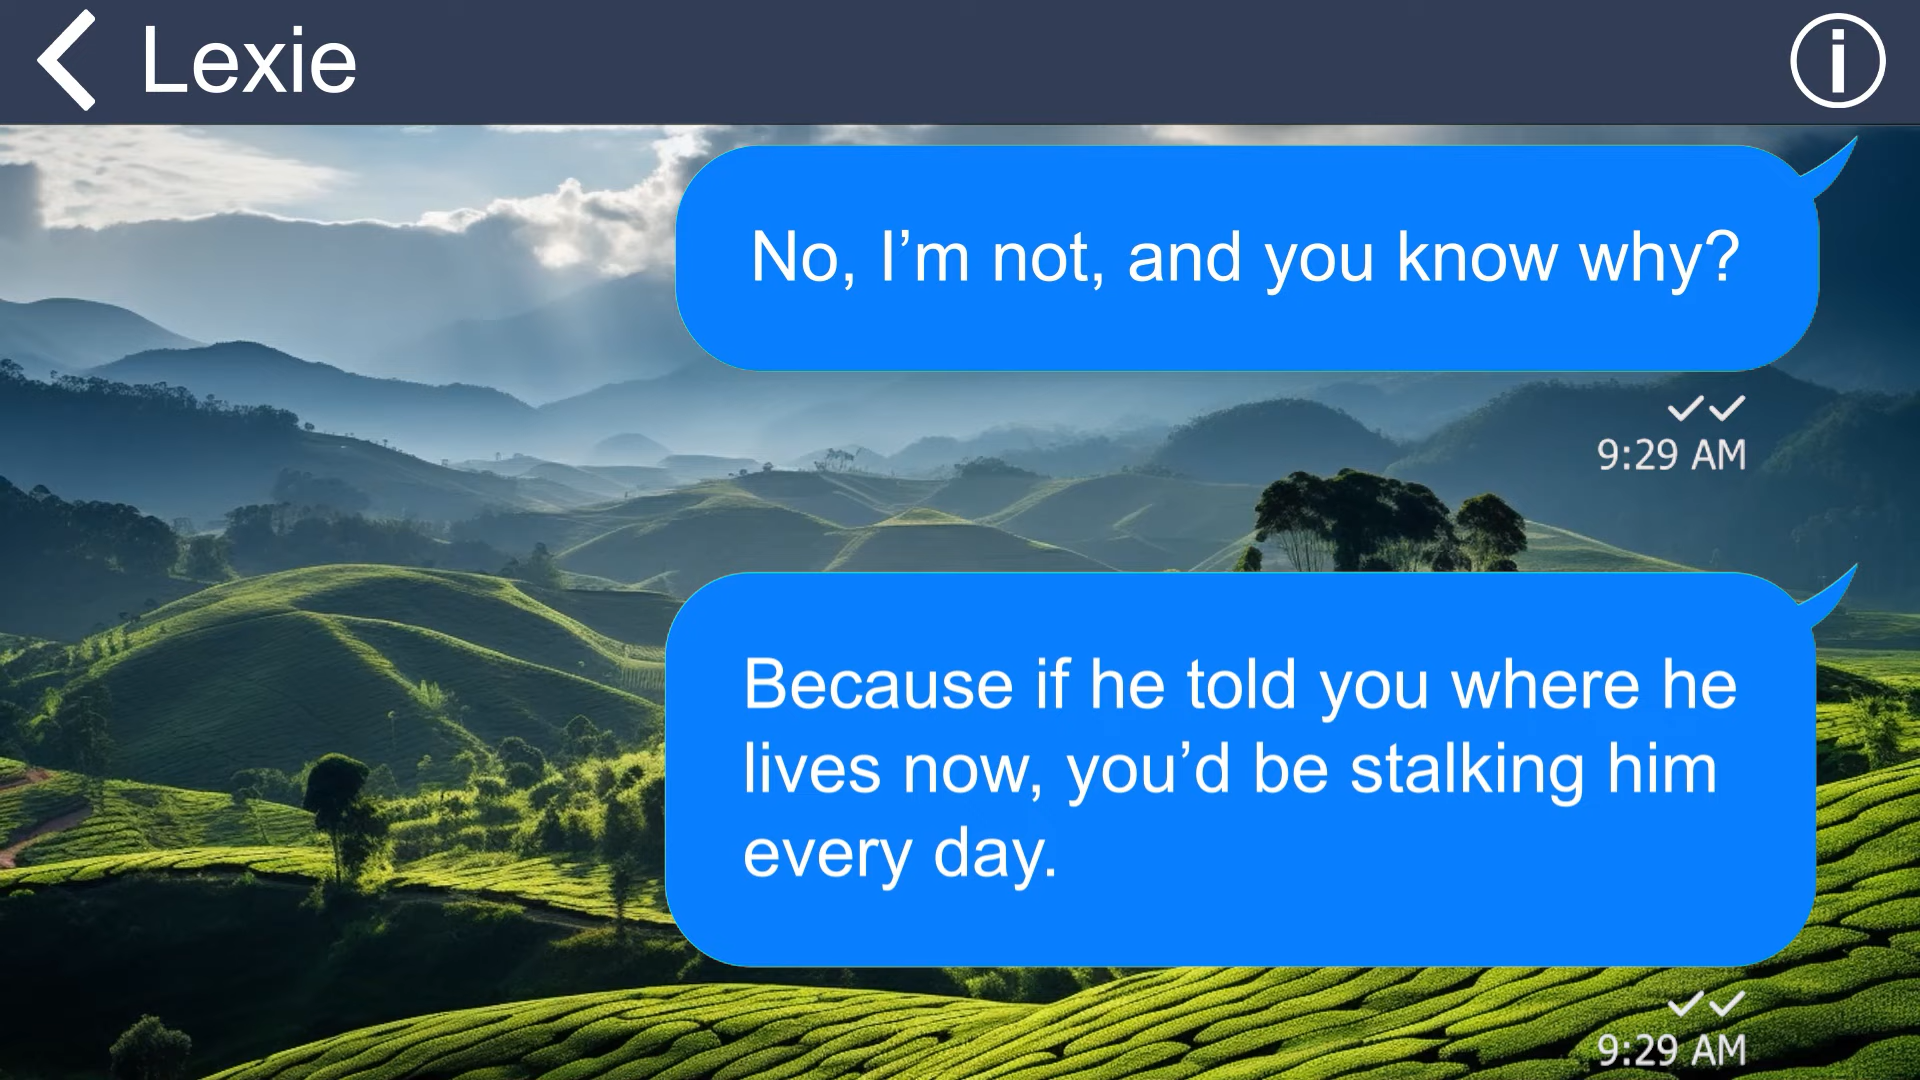 Lexie
No, I’m not, and you know why?
9:29 AM
Because if he told you where he
lives now, you’d be stalking him
every day.
9:29 AM